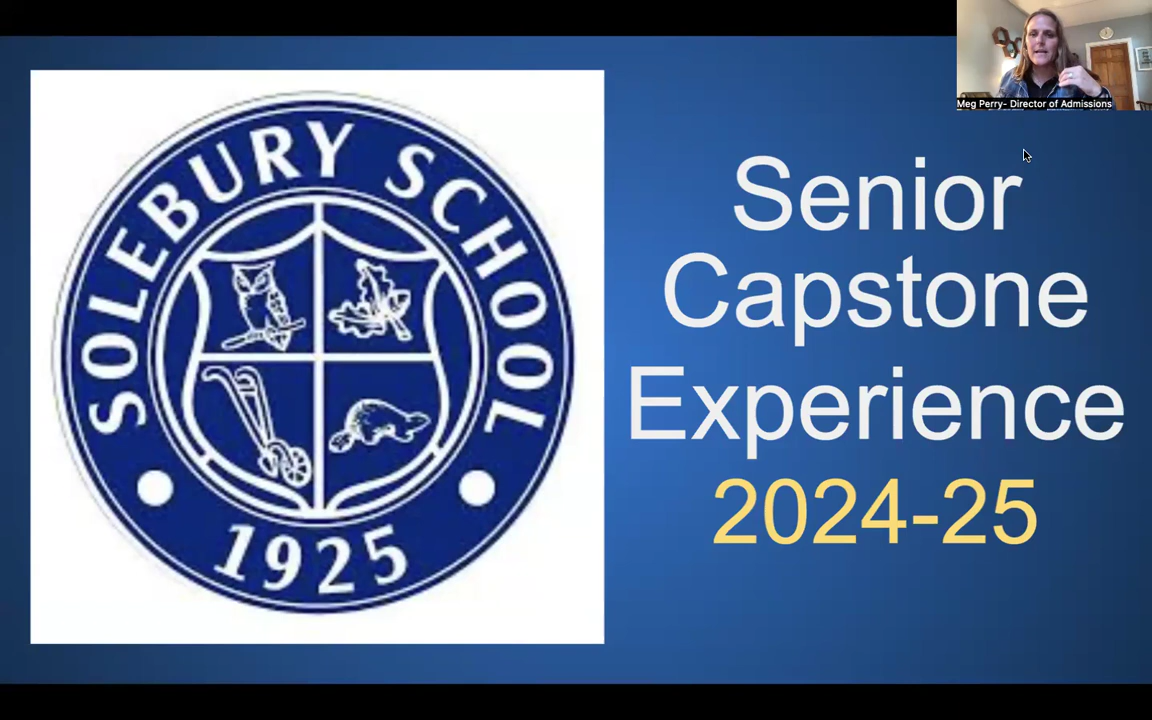 Meg Perry- Director of Admissions
SOLEBURY SCHOOL
1925
Senior
Capstone
Experience
2024-25